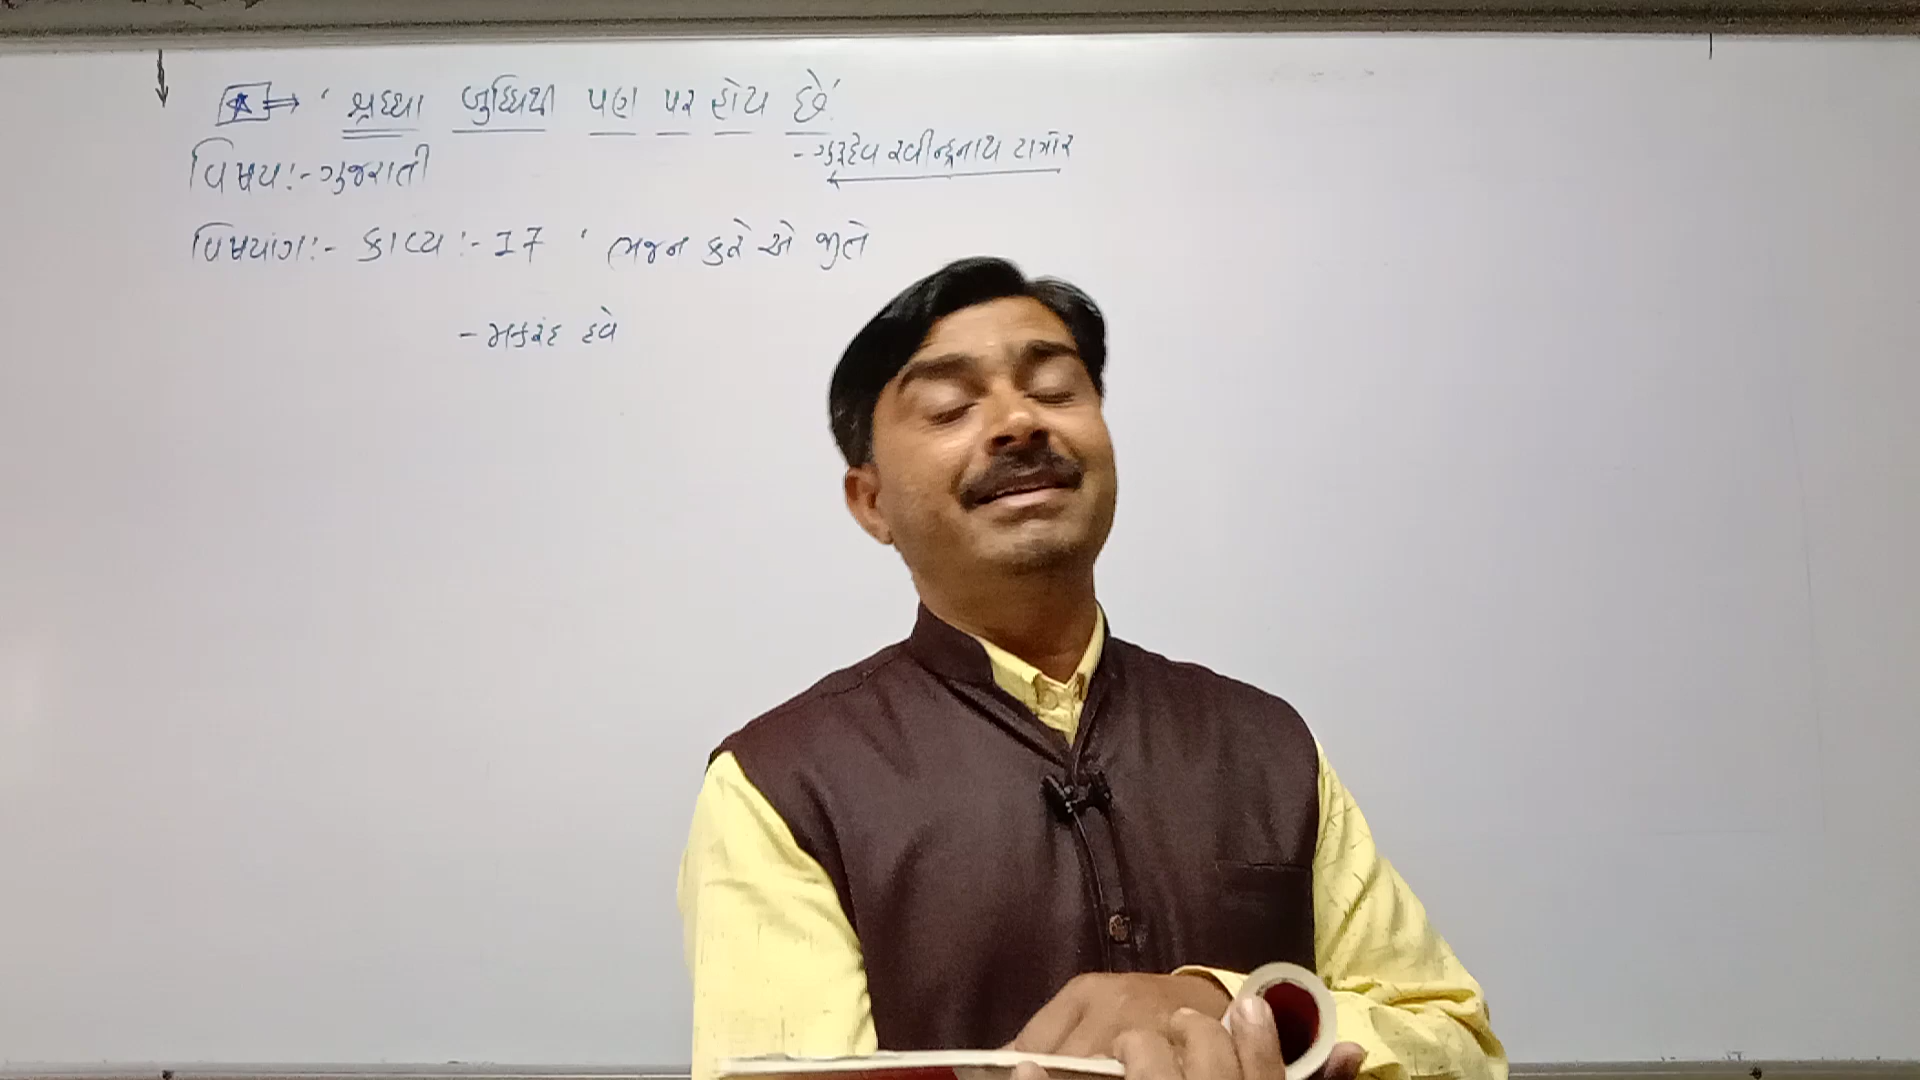 ★ ⇒ ' શ્રધ્ધા બુધ્ધિથી પણ પર હોય છે.'
- ગુરૂદેવ રવીન્દ્રનાથ ટાગોર
વિષય:- ગુજરાતી
વિષયાંગ:- કાવ્ય :- 17 ' ભજન કરે એ જીતે
- મકરંદ દવે